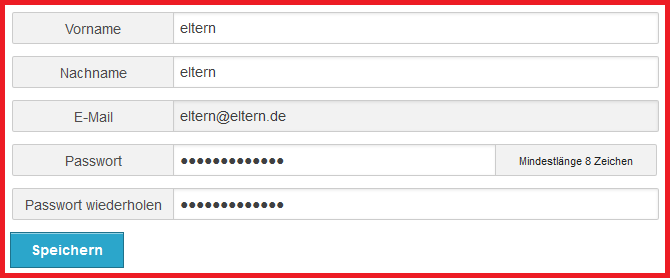 Vorname eltern
Nachname eltern
E-Mail eltern@eltern.de
Passwort ●●●●●●●●●●●●● Mindestlänge 8 Zeichen
Passwort wiederholen ●●●●●●●●●●●●●
Speichern